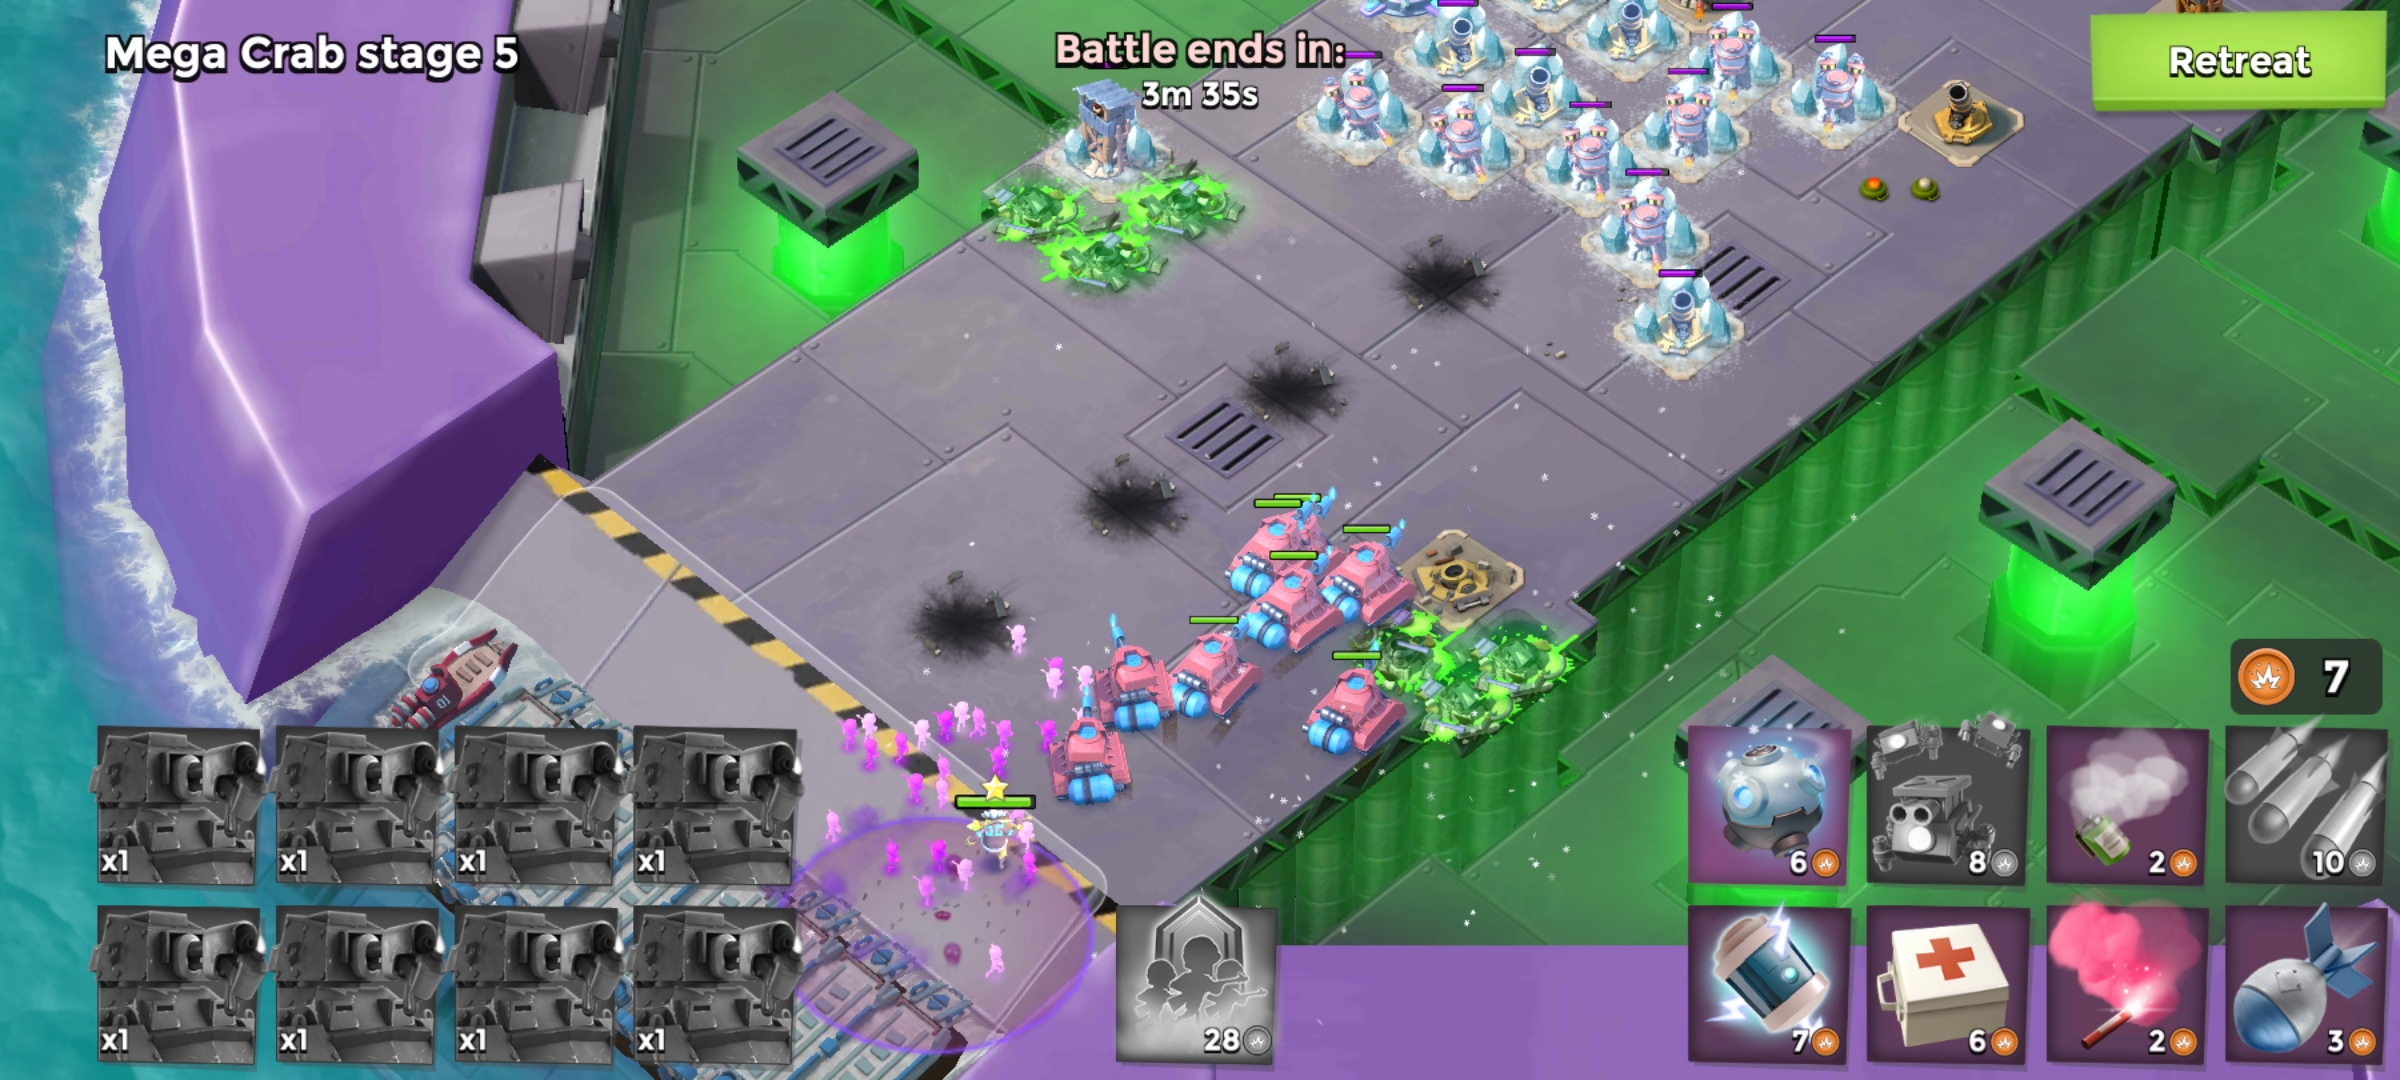 Mega Crab stage 5
Battle ends in:
3m 35s
Retreat
7
x1
x1
x1
x1
6
8
2
10
x1
x1
x1
x1
28
7
6
2
3